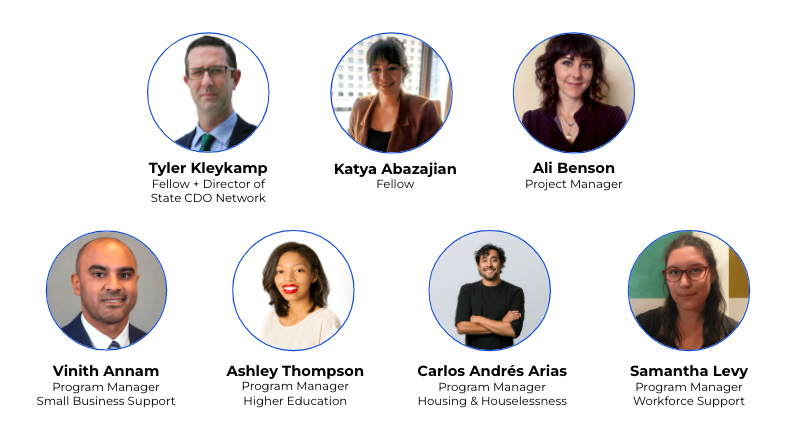 Tyler Kleykamp
Fellow + Director of
State CDO Network
Katya Abazajian
Fellow
Ali Benson
Project Manager
Vinith Annam
Program Manager
Small Business Support
Ashley Thompson
Program Manager
Higher Education
Carlos Andrés Arias
Program Manager
Housing & Houselessness
Samantha Levy
Program Manager
Workforce Support